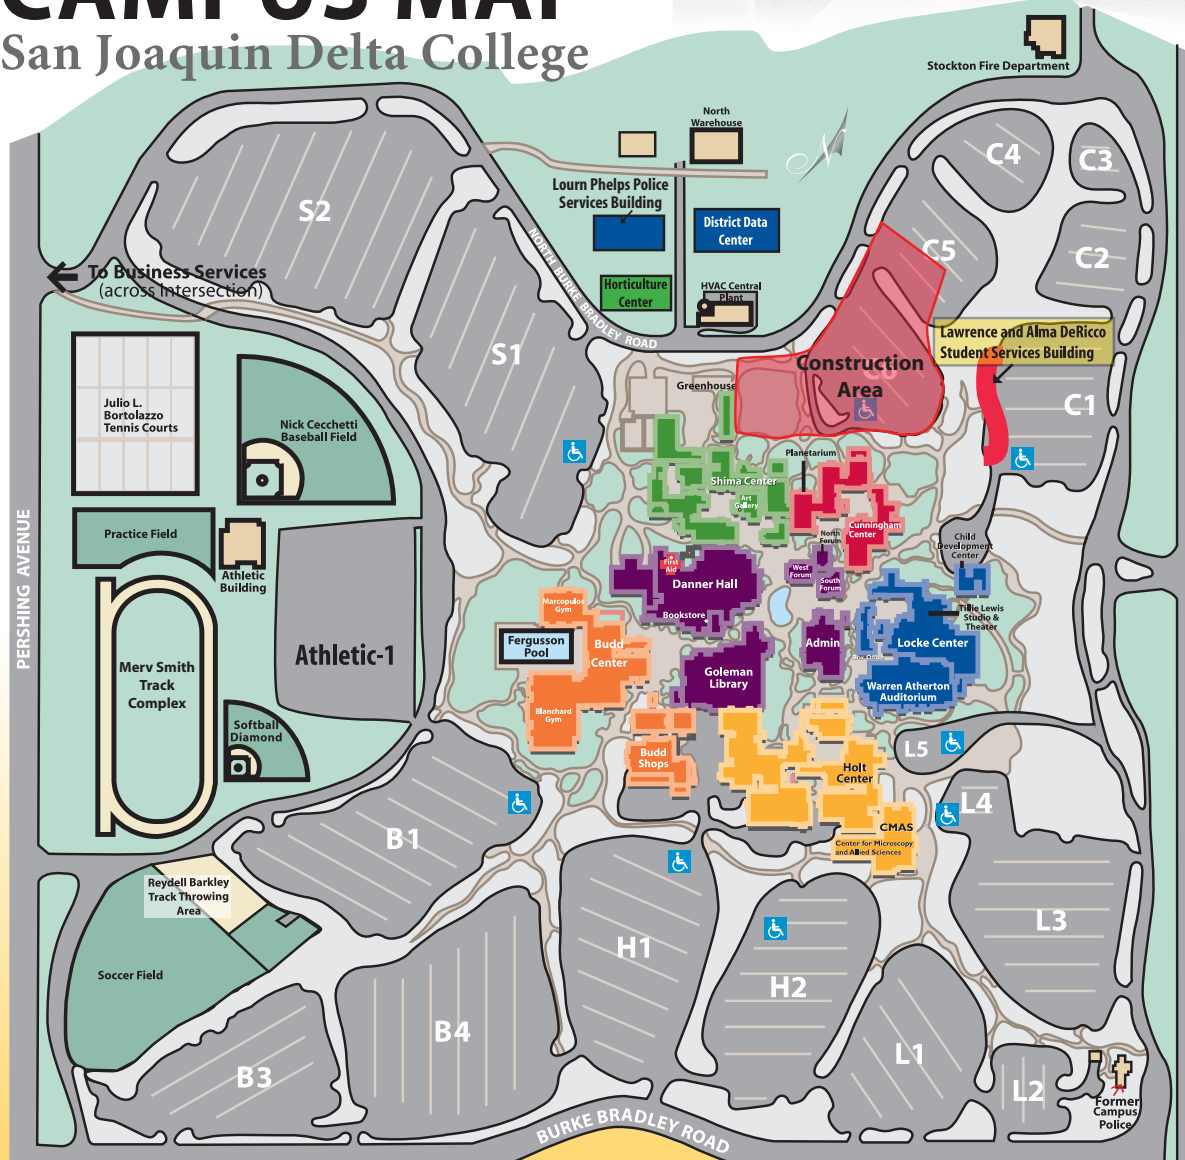 CAMPUS MAP
San Joaquin Delta College
Stockton Fire Department
North
Warehouse
C4
C3
Lourn Phelps Police
Services Building
S2
District Data
Center
C5
C2
N
NORTH BURKE BRADLEY ROAD
To Business Services
(across intersection)
Horticulture
Center
HVAC Central
Plant
Lawrence and Alma DeRicco
Student Services Building
S1
Construction
Area
C6
Greenhouse
C1
Julio L.
Bortolazzo
Tennis Courts
Nick Cecchetti
Baseball Field
Planetarium
Shima Center
Art
Gallery
Cunningham
Center
North
Forum
Child
Development
Center
Practice Field
PERSHING AVENUE
Athletic
Building
First
Aid
Danner Hall
Bookstore
West
Forum
South
Forum
Marcopulos
Gym
Tillie Lewis
Studio &
Theater
Fergusson
Pool
Budd
Center
Admin
Locke Center
Box Office
Athletic-1
Merv Smith
Track
Complex
Goleman
Library
Warren Atherton
Auditorium
Blanchard
Gym
Softball
Diamond
Budd
Shops
L5
Holt
Center
L4
B1
CMAS
Center for Microscopy
and Allied Sciences
Reydell Barkley
Track Throwing
Area
L3
H1
Soccer Field
H2
B4
L1
B3
L2
Former
Campus
Police
BURKE BRADLEY ROAD